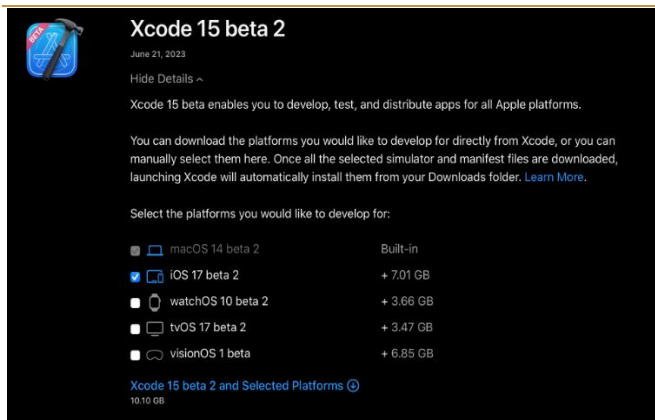 BETA
Xcode 15 beta 2
June 21, 2023
Hide Details
Xcode 15 beta enables you to develop, test, and distribute apps for all Apple platforms.
You can download the platforms you would like to develop for directly from Xcode, or you can
manually select them here. Once all the selected simulator and manifest files are downloaded,
launching Xcode will automatically install them from your Downloads folder. Learn More.
Select the platforms you would like to develop for:
macOS 14 beta 2 Built-in
iOS 17 beta 2 + 7.01 GB
watchOS 10 beta 2 + 3.66 GB
tvOS 17 beta 2 + 3.47 GB
visionOS 1 beta + 6.85 GB
Xcode 15 beta 2 and Selected Platforms
10.10 GB